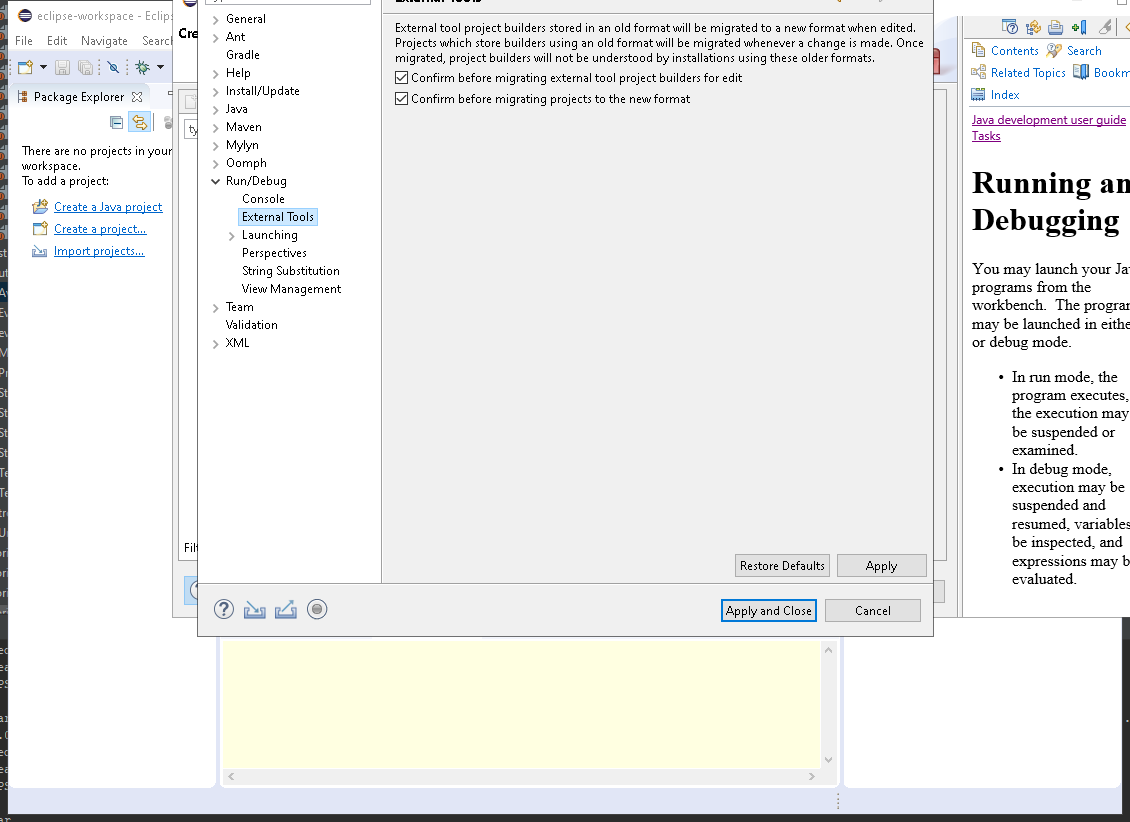 eclipse-workspace - Eclips
File Edit Navigate Search
Package Explorer
There are no projects in your
workspace.
To add a project:
Create a Java project
Create a project...
Import projects...
Cre
ty
Filt
General
Ant
Gradle
Help
Install/Update
Java
Maven
Mylyn
Oomph
Run/Debug
Console
External Tools
Launching
Perspectives
String Substitution
View Management
Team
Validation
XML
External Tools
External tool project builders stored in an old format will be migrated to a new format when edited.
Projects which store builders using an old format will be migrated whenever a change is made. Once
migrated, project builders will not be understood by installations using these older formats.
Confirm before migrating external tool project builders for edit
Confirm before migrating projects to the new format
Restore Defaults Apply
Apply and Close Cancel
Contents Search
Related Topics Bookm
Index
Java development user guide
Tasks
Running an
Debugging
You may launch your Ja
programs from the
workbench. The program
may be launched in eithe
or debug mode.
• In run mode, the
program executes,
the execution may
be suspended or
examined.
• In debug mode,
execution may be
suspended and
resumed, variables
be inspected, and
expressions may b
evaluated.